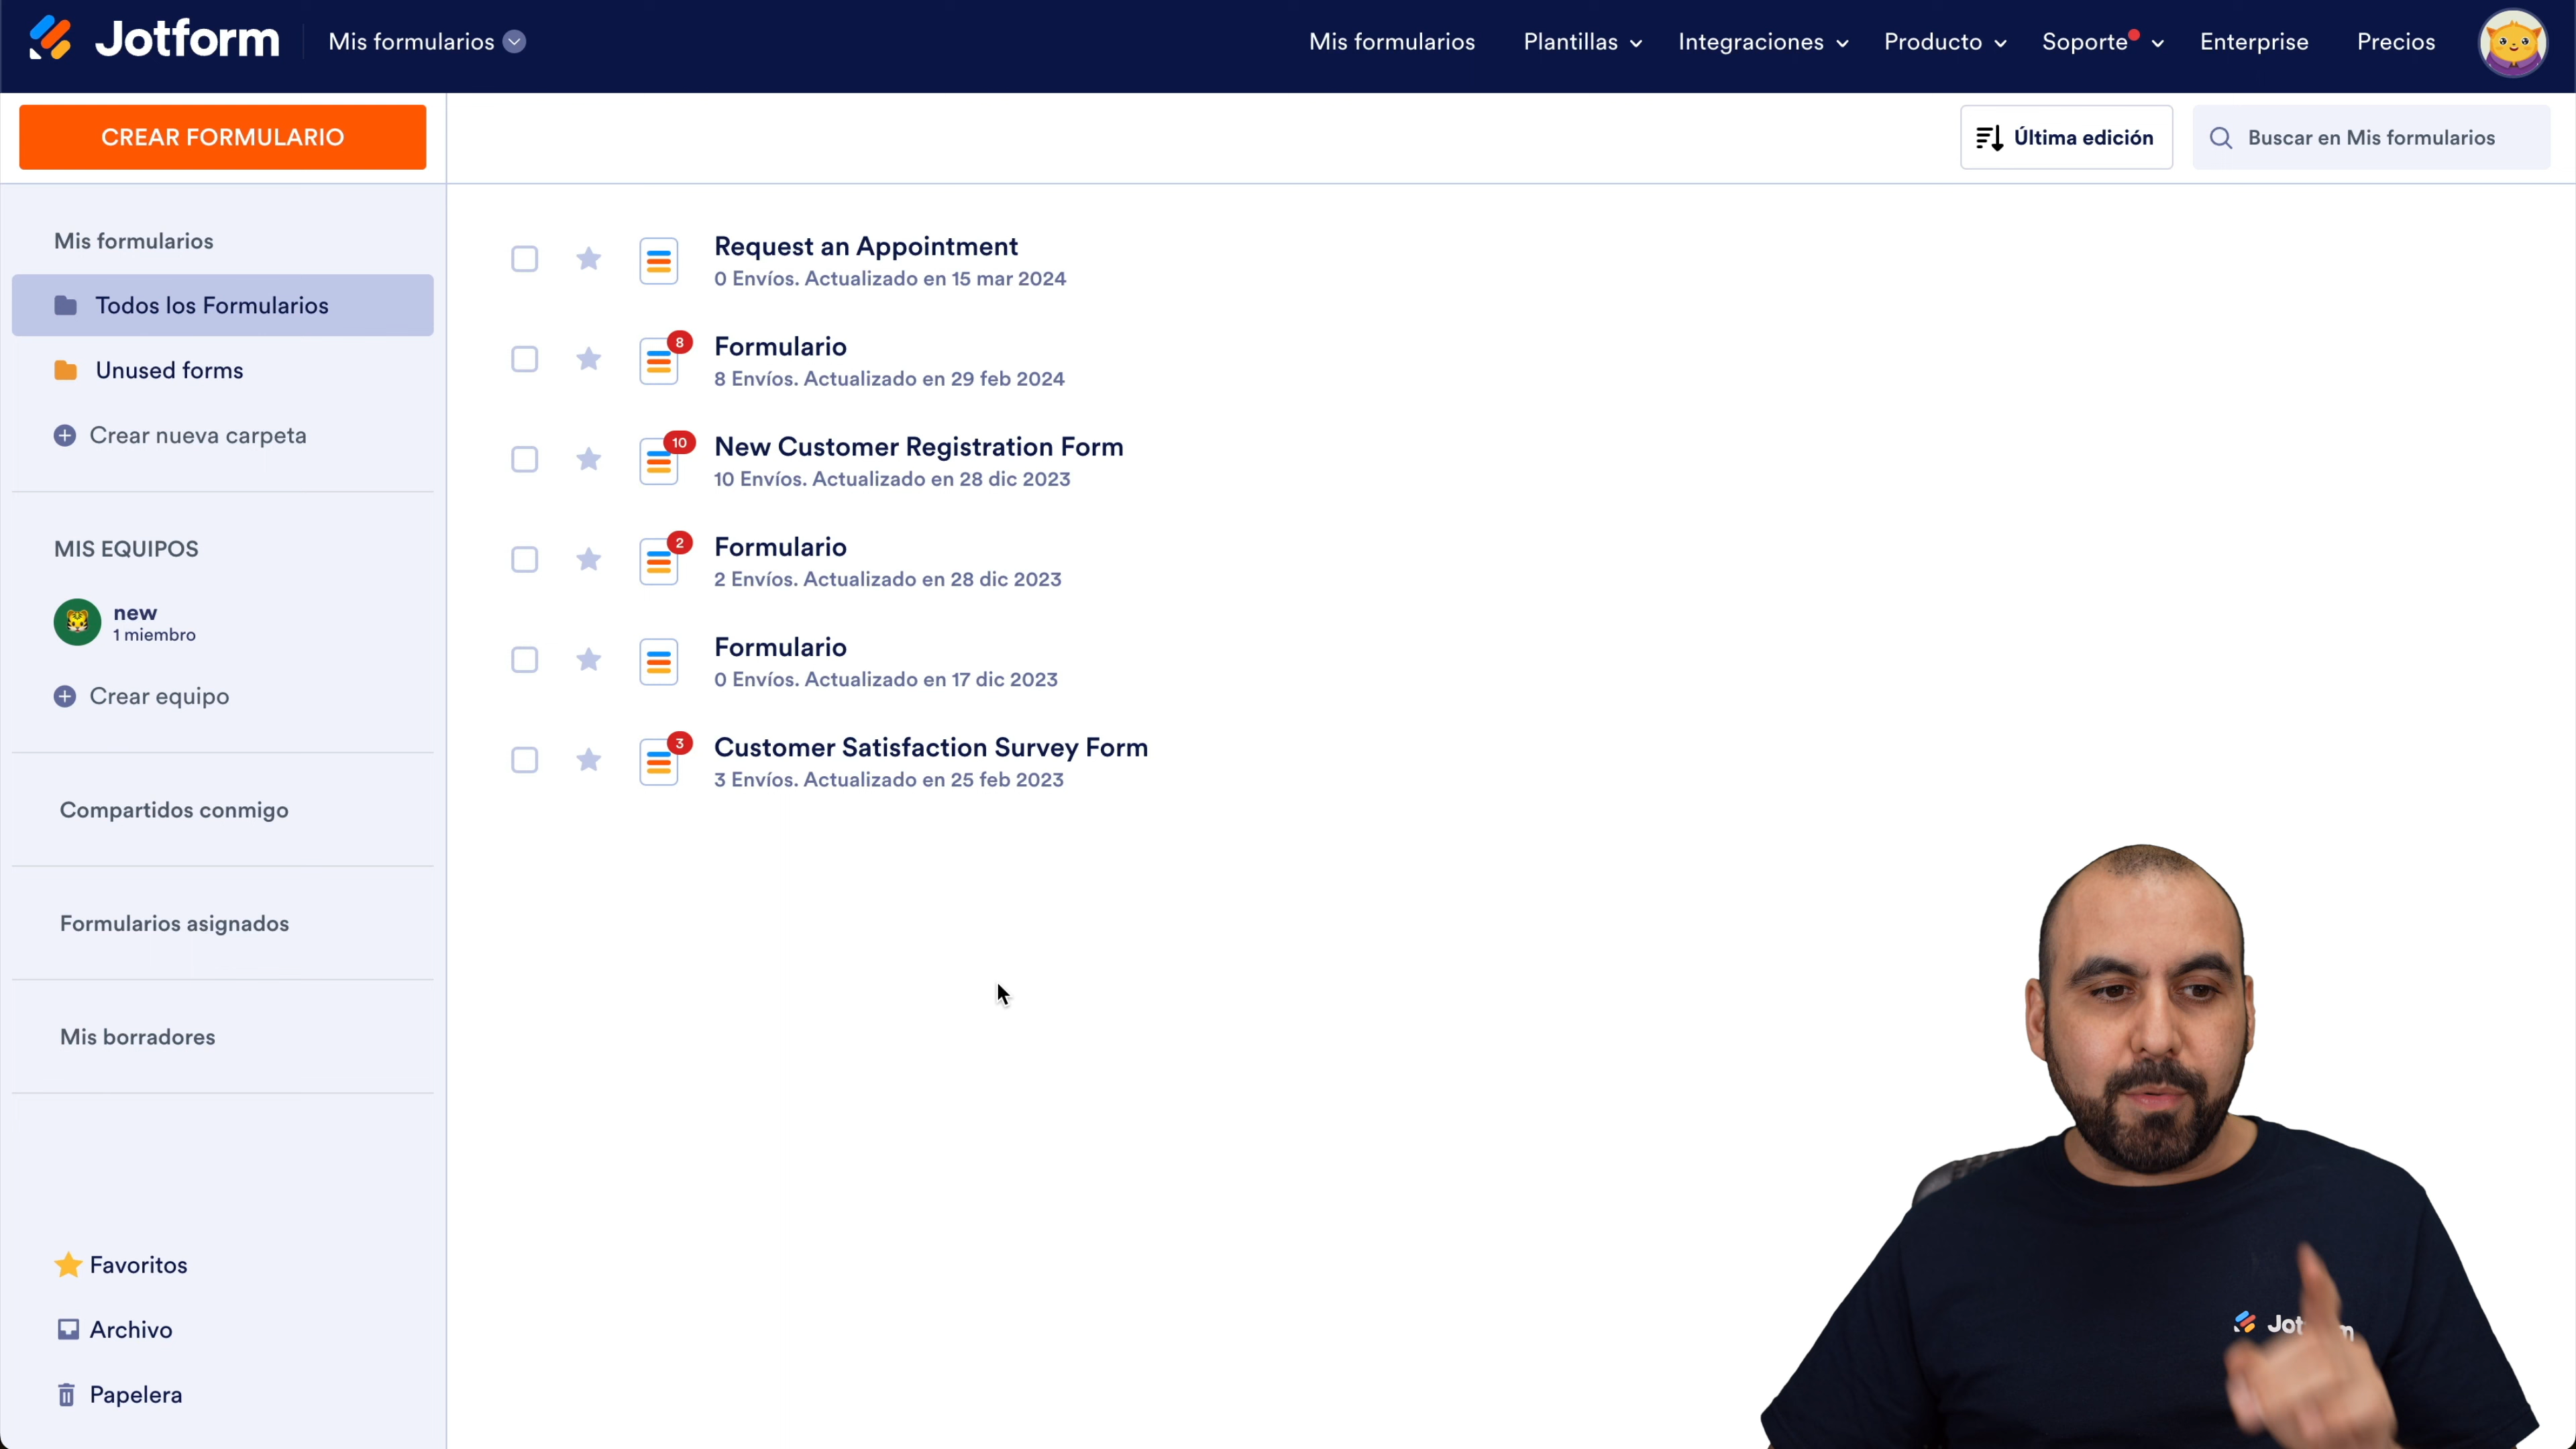 Jotform
Mis formularios
Mis formularios
Plantillas
Integraciones
Producto
Soporte
Enterprise
Precios
CREAR FORMULARIO
Última edición
Buscar en Mis formularios
Mis formularios
Todos los Formularios
Unused forms
Crear nueva carpeta
MIS EQUIPOS
new
1 miembro
Crear equipo
Compartidos conmigo
Formularios asignados
Mis borradores
Favoritos
Archivo
Papelera
Request an Appointment
0 Envíos. Actualizado en 15 mar 2024
8
Formulario
8 Envíos. Actualizado en 29 feb 2024
10
New Customer Registration Form
10 Envíos. Actualizado en 28 dic 2023
2
Formulario
2 Envíos. Actualizado en 28 dic 2023
Formulario
0 Envíos. Actualizado en 17 dic 2023
3
Customer Satisfaction Survey Form
3 Envíos. Actualizado en 25 feb 2023